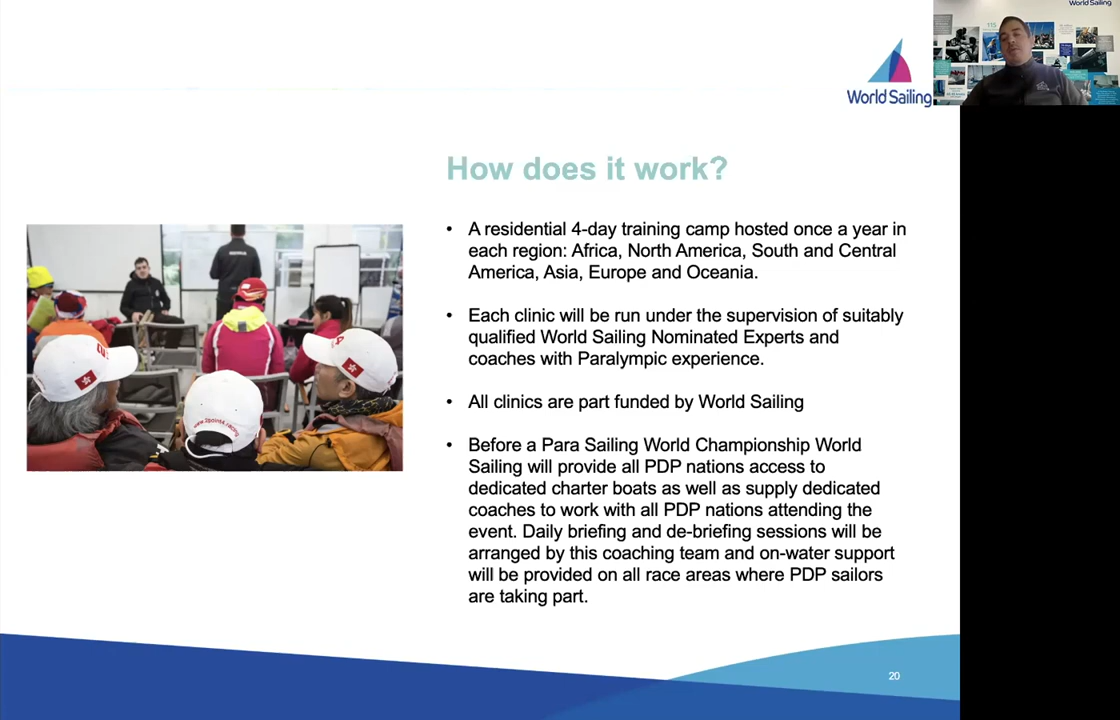 World Sailing
World Sailing
How does it work?
• A residential 4-day training camp hosted once a year in
each region: Africa, North America, South and Central
America, Asia, Europe and Oceania.
• Each clinic will be run under the supervision of suitably
qualified World Sailing Nominated Experts and
coaches with Paralympic experience.
• All clinics are part funded by World Sailing
• Before a Para Sailing World Championship World
Sailing will provide all PDP nations access to
dedicated charter boats as well as supply dedicated
coaches to work with all PDP nations attending the
event. Daily briefing and de-briefing sessions will be
arranged by this coaching team and on-water support
will be provided on all race areas where PDP sailors
are taking part.
20